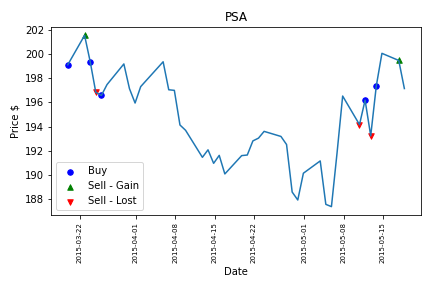 PSA
Price $
202
200
198
196
194
192
190
188
Buy
Sell - Gain
Sell - Lost
2015-03-22
2015-04-01
2015-04-08
2015-04-15
2015-04-22
2015-05-01
2015-05-08
2015-05-15
Date